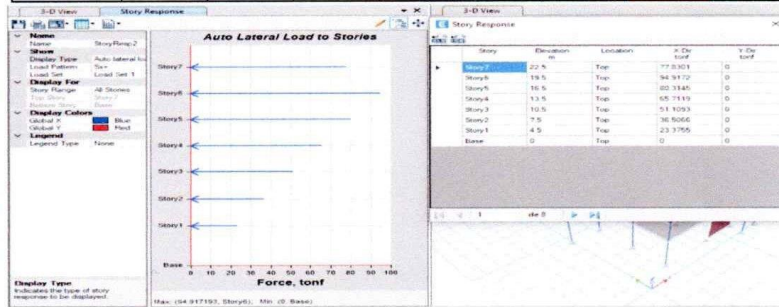 3-D View Story Response
Name
Name StoryResp2
Show
Display Type Auto lateral loa
Load Pattern Sx+
Load Set Load Set 1
Display For
Story Range All Stories
Top Story Story7
Bottom Story Base
Display Colors
Global X Blue
Global Y Red
Legend
Legend Type None
Display Type
Indicates the type of story
response to be displayed.
Auto Lateral Load to Stories
Story7
Story6
Story5
Story4
Story3
Story2
Story1
Base
0 10 20 30 40 50 60 70 80 90 100
Force, tonf
Max: (94.917193, Story6); Min: (0, Base)
3-D View
Story Response
Story Elevation Location X-Dir Y-Dir
m tonf tonf
Story7 22.5 Top 77.0301 0
Story6 19.5 Top 94.9172 0
Story5 16.5 Top 80.3145 0
Story4 13.5 Top 65.7119 0
Story3 10.5 Top 51.1093 0
Story2 7.5 Top 36.5066 0
Story1 4.5 Top 23.3755 0
Base 0 Top 0 0
1 de 8